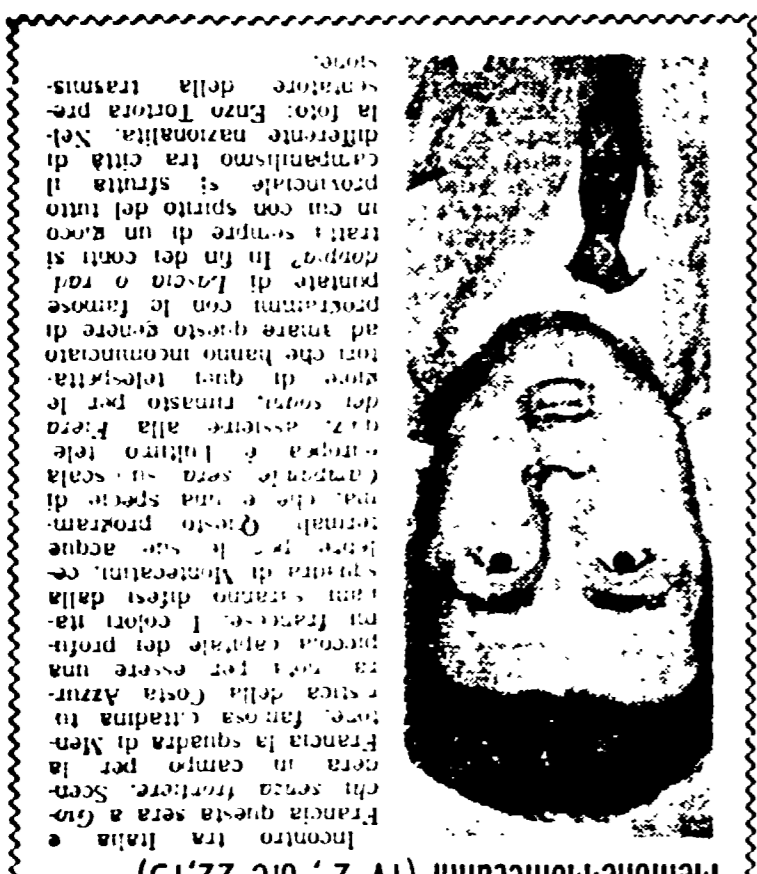 Mentone-Montecatini (TV 2°, ore 22,15)
Incontro tra Italia e
Francia questa sera a Gio-
chi senza frontiere. Scen-
derà in campo per la
Francia la squadra di Men-
tone, famosa cittadina tu-
ristica della Costa Azzur-
ra nota per essere una
piccola capitale dei profu-
mi francese. I colori ita-
liani saranno difesi dalla
squadra di Montecatini, ce-
lebre per le sue acque
termali. Questo program-
ma, che è una specie di
Campanile sera su scala
europea è l'ultimo tele-
quiz, assieme alla Fiera
dei sogni, rimasto per le
gioie di quei telespetta-
tori che hanno incominciato
ad amare questo genere di
programmi con le famose
puntate di Lascia o rad-
doppia? In fin dei conti si
tratta sempre di un gioco
in cui con spirito del tutto
provinciale si sfrutta il
campanilismo tra città di
differente nazionalità. Nel-
la foto: Enzo Tortora pre-
sentatore della trasmis-
sione.